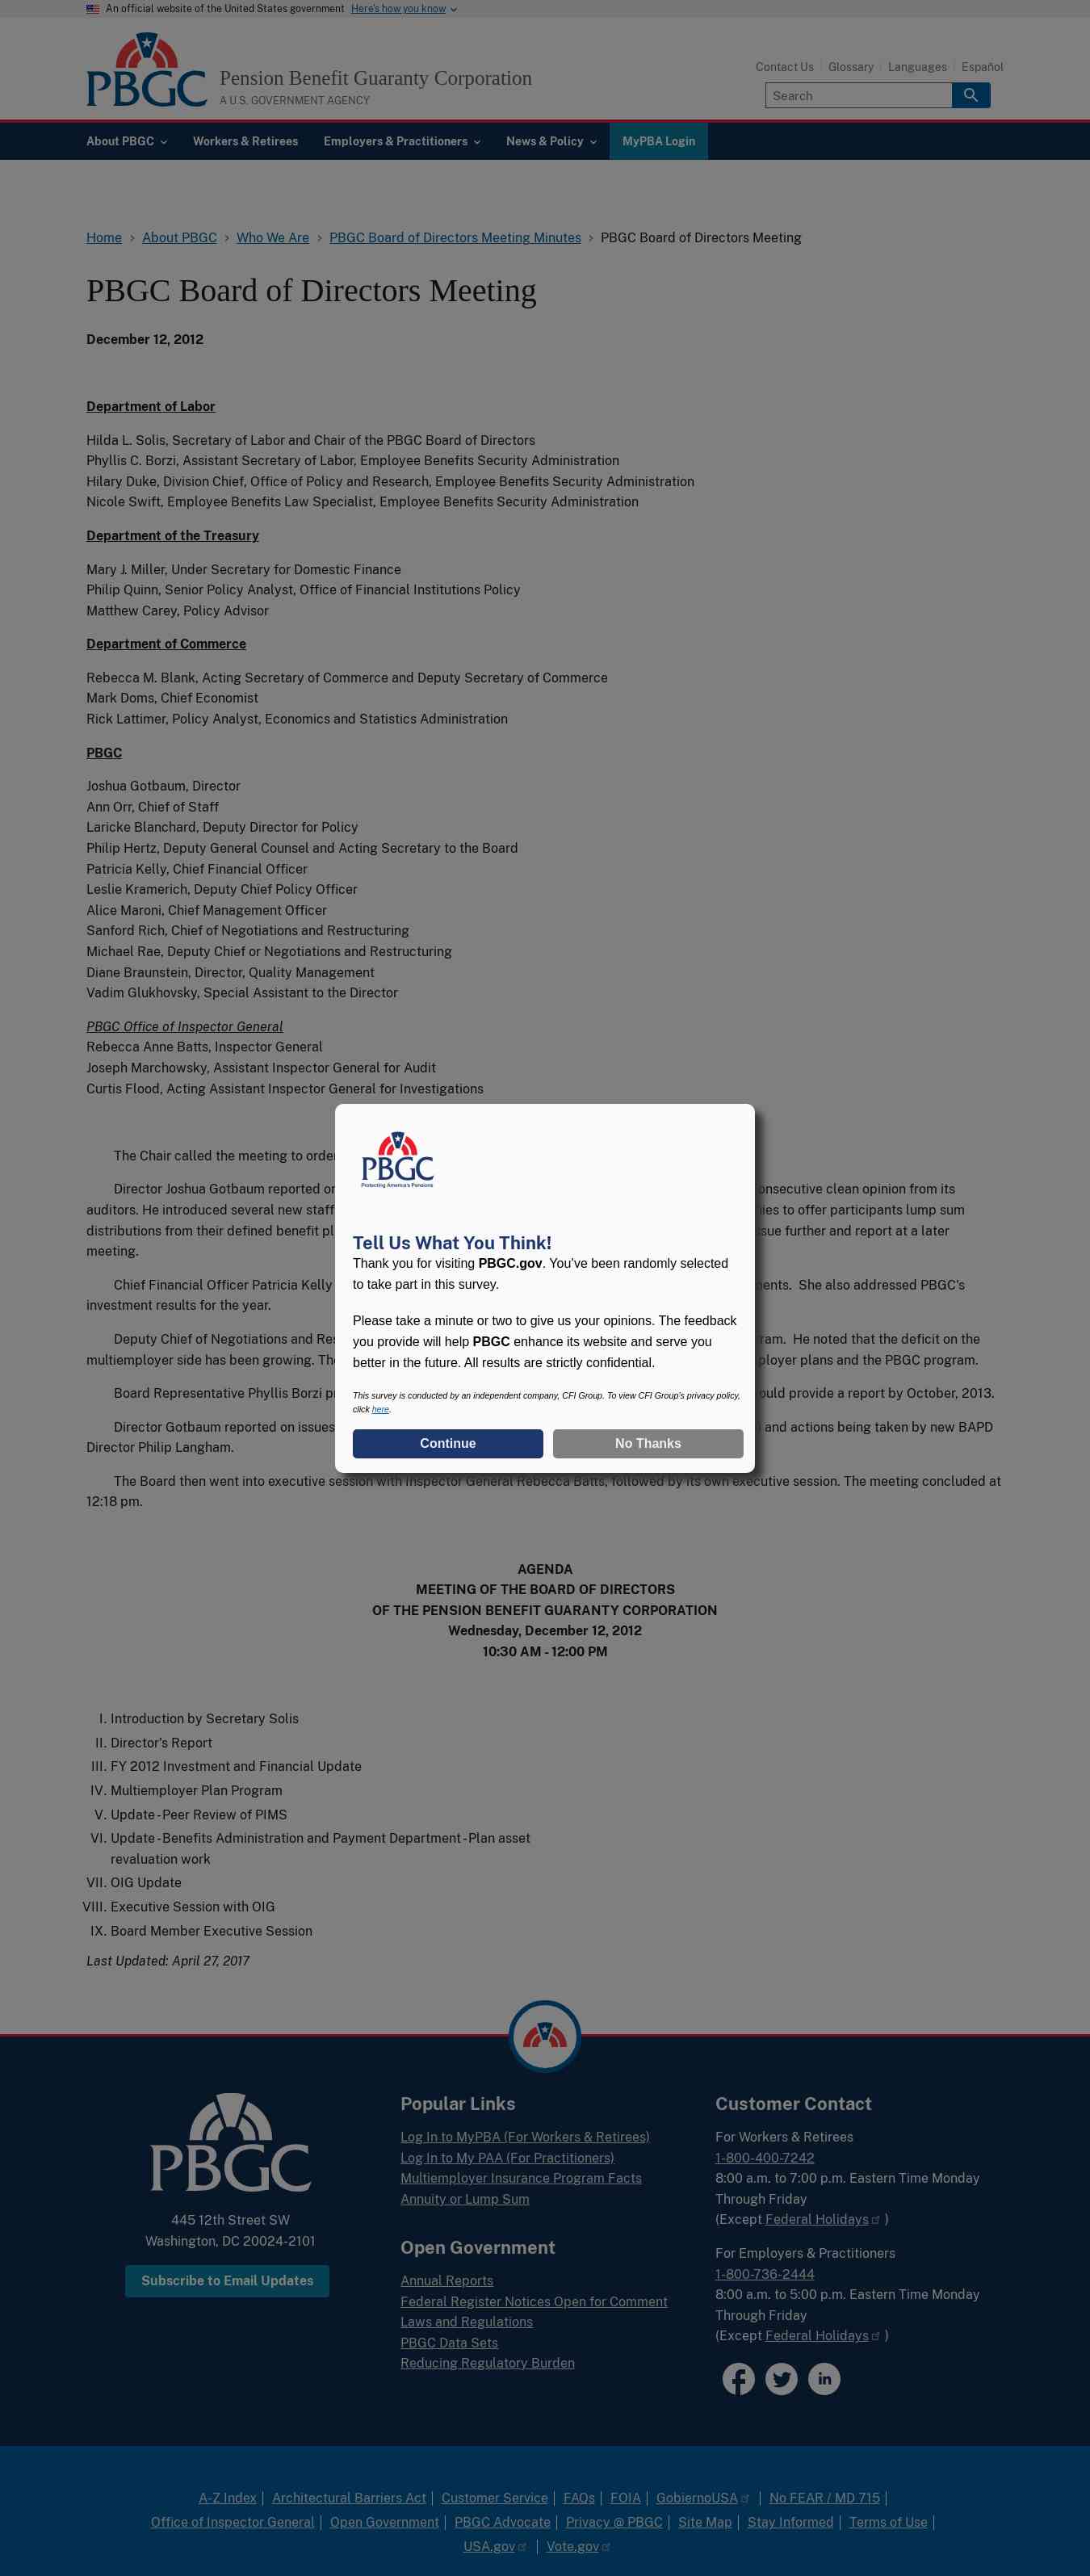 An official website of the United States government Here's how you know
PBGC
Pension Benefit Guaranty Corporation
A U.S. GOVERNMENT AGENCY
Contact Us Glossary Languages Español
Search
About PBGC Workers & Retirees Employers & Practitioners News & Policy MyPBA Login
Home About PBGC Who We Are PBGC Board of Directors Meeting Minutes PBGC Board of Directors Meeting
PBGC Board of Directors Meeting
December 12, 2012
Department of Labor
Hilda L. Solis, Secretary of Labor and Chair of the PBGC Board of Directors
Phyllis C. Borzi, Assistant Secretary of Labor, Employee Benefits Security Administration
Hilary Duke, Division Chief, Office of Policy and Research, Employee Benefits Security Administration
Nicole Swift, Employee Benefits Law Specialist, Employee Benefits Security Administration
Department of the Treasury
Mary J. Miller, Under Secretary for Domestic Finance
Philip Quinn, Senior Policy Analyst, Office of Financial Institutions Policy
Matthew Carey, Policy Advisor
Department of Commerce
Rebecca M. Blank, Acting Secretary of Commerce and Deputy Secretary of Commerce
Mark Doms, Chief Economist
Rick Lattimer, Policy Analyst, Economics and Statistics Administration
PBGC
Joshua Gotbaum, Director
Ann Orr, Chief of Staff
Laricke Blanchard, Deputy Director for Policy
Philip Hertz, Deputy General Counsel and Acting Secretary to the Board
Patricia Kelly, Chief Financial Officer
Leslie Kramerich, Deputy Chief Policy Officer
Alice Maroni, Chief Management Officer
Sanford Rich, Chief of Negotiations and Restructuring
Michael Rae, Deputy Chief or Negotiations and Restructuring
Diane Braunstein, Director, Quality Management
Vadim Glukhovsky, Special Assistant to the Director
PBGC Office of Inspector General
Rebecca Anne Batts, Inspector General
Joseph Marchowsky, Assistant Inspector General for Audit
Curtis Flood, Acting Assistant Inspector General for Investigations
The Chair called the meeting to order
Director Joshua Gotbaum reported on consecutive clean opinion from its
auditors. He introduced several new staff to offer participants lump sum
distributions from their defined benefit issue further and report at a later
meeting.
Chief Financial Officer Patricia Kelly She also addressed PBGC's
investment results for the year.
Deputy Chief of Negotiations and He noted that the deficit on the
multiemployer side has been growing. plans and the PBGC program.
Board Representative Phyllis Borzi would provide a report by October, 2013.
Director Gotbaum reported on issues and actions being taken by new BAPD
Director Philip Langham.
The Board then went into executive session with Inspector General Rebecca Batts, followed by its own executive session. The meeting concluded at
12:18 pm.
PBGC
Protecting America's Pensions
Tell Us What You Think!
Thank you for visiting PBGC.gov. You've been randomly selected
to take part in this survey.
Please take a minute or two to give us your opinions. The feedback
you provide will help PBGC enhance its website and serve you
better in the future. All results are strictly confidential.
This survey is conducted by an independent company, CFI Group. To view CFI Group's privacy policy,
click here.
Continue No Thanks
AGENDA
MEETING OF THE BOARD OF DIRECTORS
OF THE PENSION BENEFIT GUARANTY CORPORATION
Wednesday, December 12, 2012
10:30 AM - 12:00 PM
I. Introduction by Secretary Solis
II. Director's Report
III. FY 2012 Investment and Financial Update
IV. Multiemployer Plan Program
V. Update - Peer Review of PIMS
VI. Update - Benefits Administration and Payment Department - Plan asset
revaluation work
VII. OIG Update
VIII. Executive Session with OIG
IX. Board Member Executive Session
Last Updated: April 27, 2017
PBGC
445 12th Street SW
Washington, DC 20024-2101
Subscribe to Email Updates
Popular Links
Log In to MyPBA (For Workers & Retirees)
Log In to My PAA (For Practitioners)
Multiemployer Insurance Program Facts
Annuity or Lump Sum
Open Government
Annual Reports
Federal Register Notices Open for Comment
Laws and Regulations
PBGC Data Sets
Reducing Regulatory Burden
Customer Contact
For Workers & Retirees
1-800-400-7242
8:00 a.m. to 7:00 p.m. Eastern Time Monday
Through Friday
(Except Federal Holidays )
For Employers & Practitioners
1-800-736-2444
8:00 a.m. to 5:00 p.m. Eastern Time Monday
Through Friday
(Except Federal Holidays )
in
A-Z Index Architectural Barriers Act Customer Service FAQs FOIA GobiernoUSA No FEAR / MD 715
Office of Inspector General Open Government PBGC Advocate Privacy @ PBGC Site Map Stay Informed Terms of Use
USA.gov Vote.gov